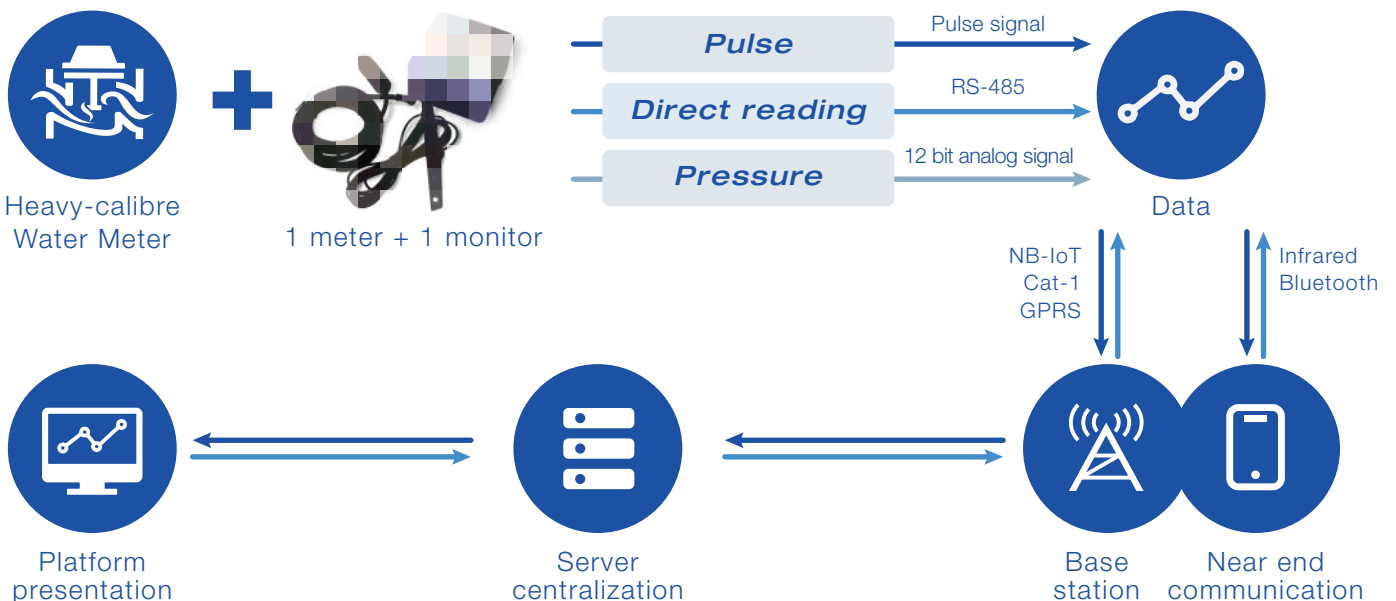 Pulse
Pulse signal
Direct reading
RS-485
Pressure
12 bit analog signal
Heavy-calibre
Water Meter
1 meter + 1 monitor
Data
NB-IoT
Cat-1
GPRS
Infrared
Bluetooth
Platform
presentation
Server
centralization
Base
station
Near end
communication